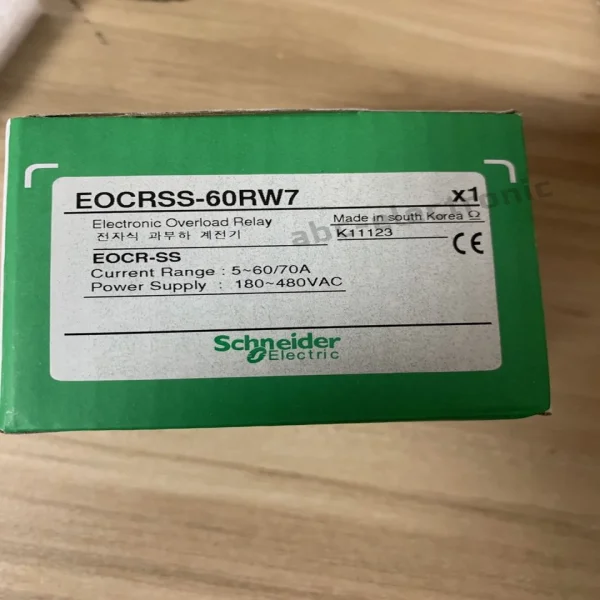 EOCRSS-60RW7 x1
Electronic Overload Relay Made in south Korea Ω
전자식 과부하 계전기 K11123
EOCR-SS CE
Current Range : 5~60/70A
Power Supply : 180~480VAC
Schneider
Electric